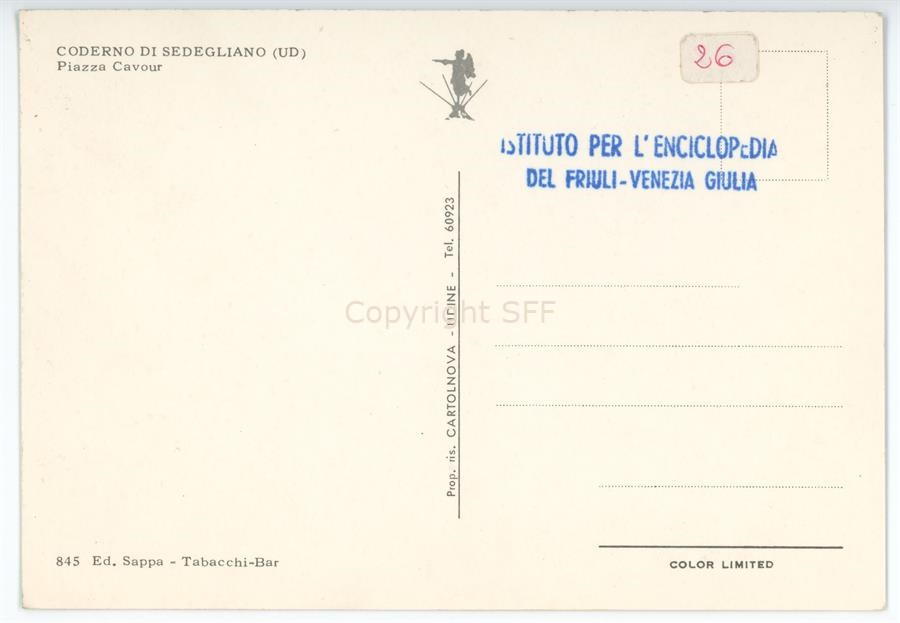 CODERNO DI SEDEGLIANO (UD)
Piazza Cavour
26
ISTITUTO PER L'ENCICLOPEDIA
DEL FRIULI-VENEZIA GIULIA
Prop. ris. CARTOLNOVA - UDINE - Tel. 60923
Copyright SFF
845 Ed. Sappa - Tabacchi-Bar
COLOR LIMITED